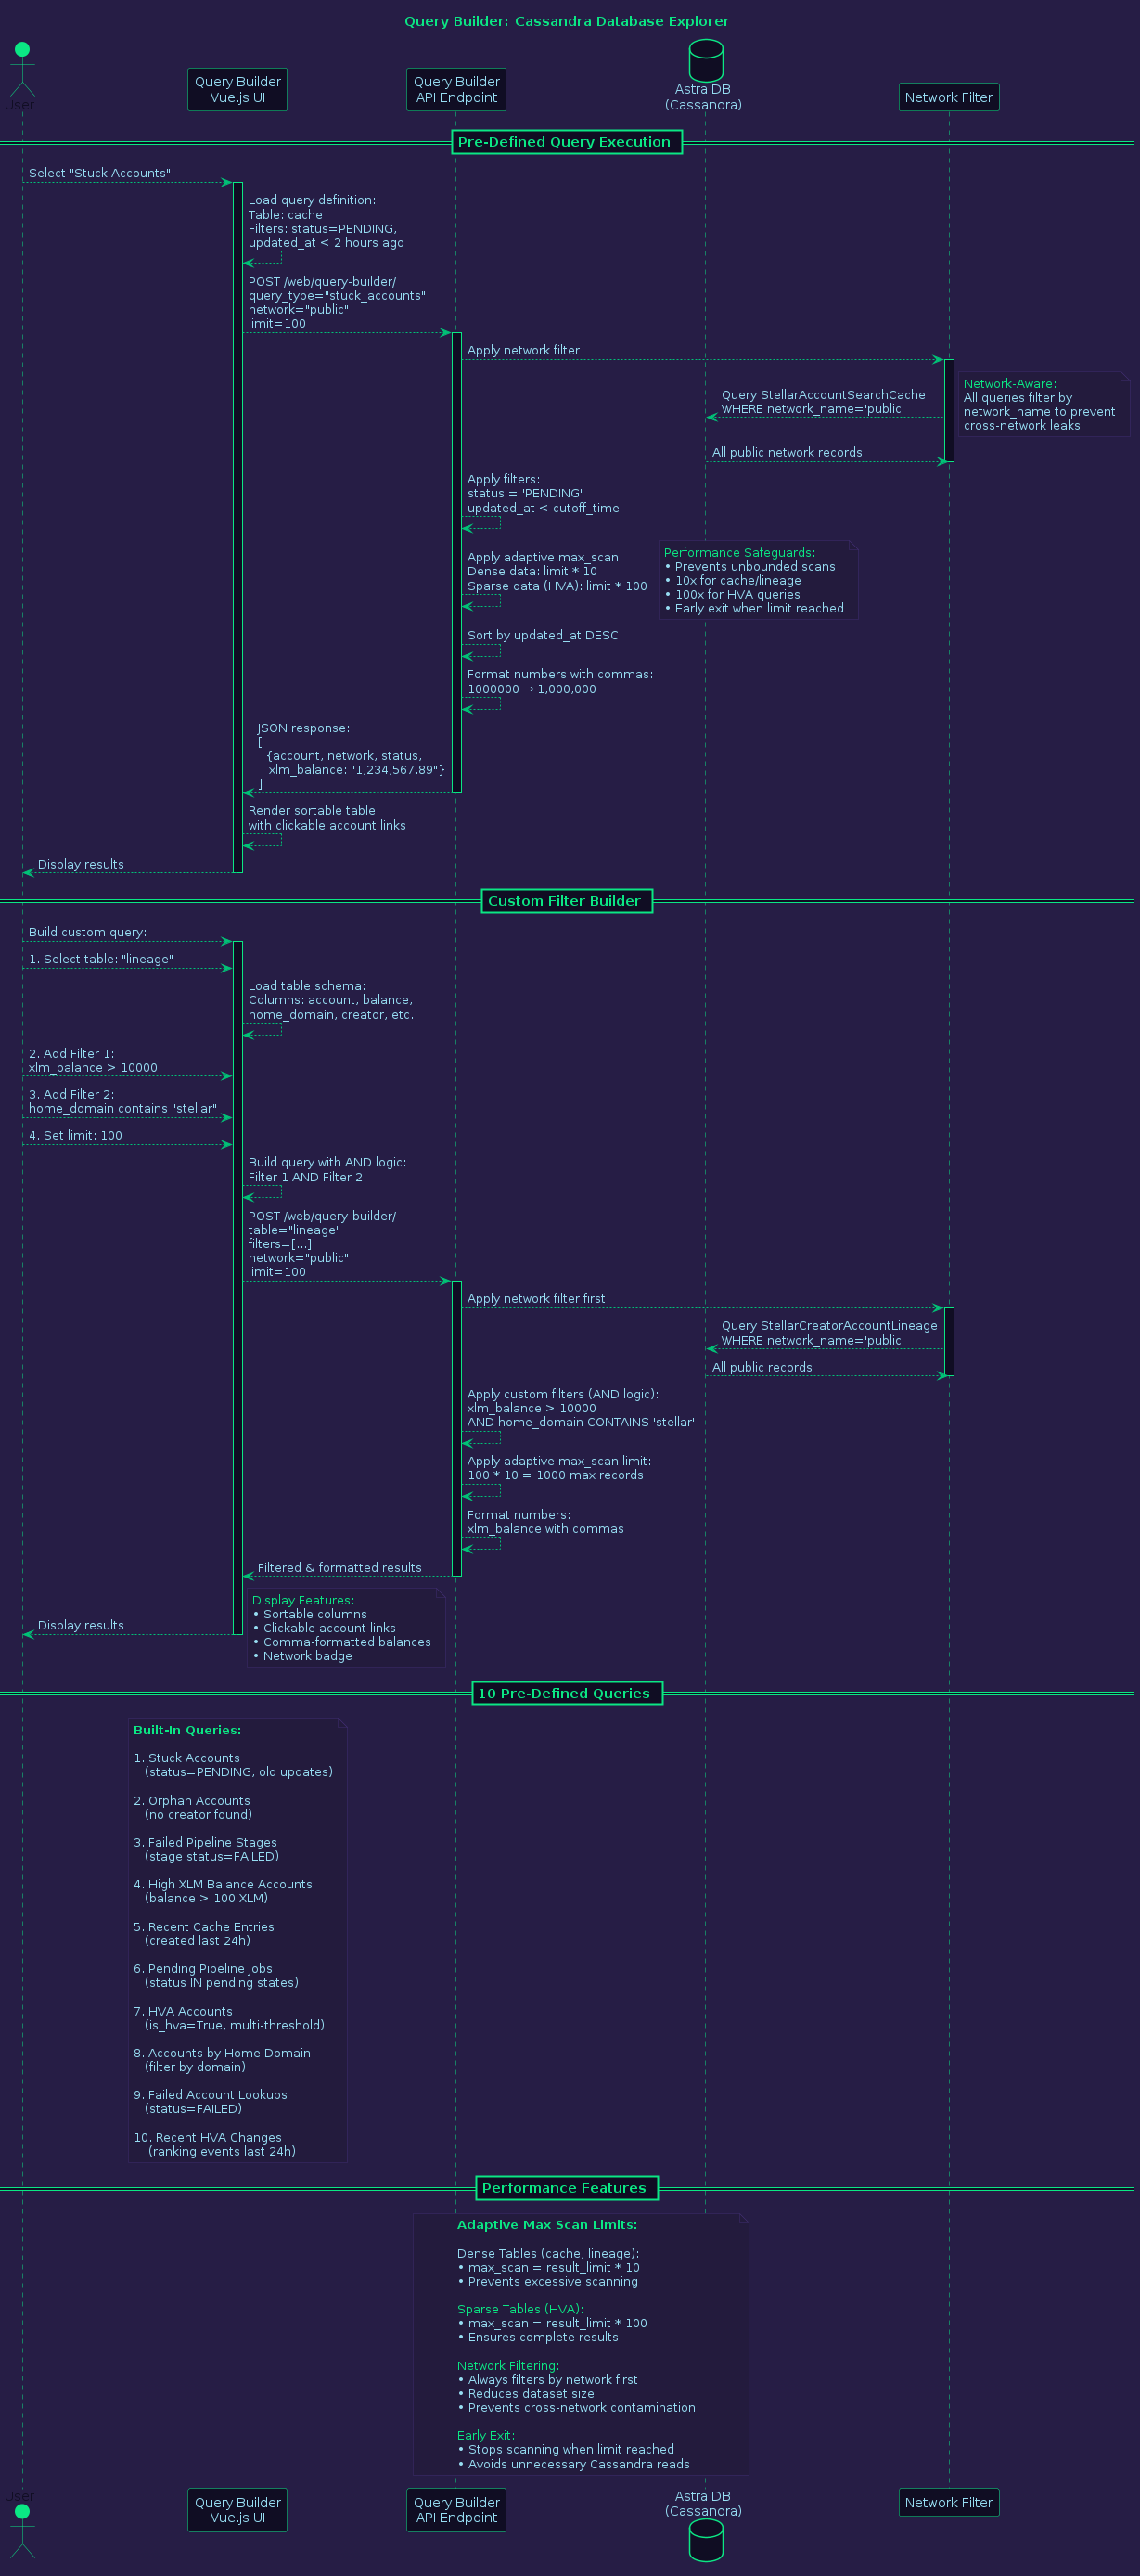 Query Builder: Cassandra Database Explorer
User
Query Builder
Vue.js UI
Query Builder
API Endpoint
Astra DB
(Cassandra)
Network Filter
Pre-Defined Query Execution
Select "Stuck Accounts"
Load query definition:
Table: cache
Filters: status=PENDING,
updated_at < 2 hours ago
POST /web/query-builder/
query_type="stuck_accounts"
network="public"
limit=100
Apply network filter
Network-Aware:
All queries filter by
network_name to prevent
cross-network leaks
Query StellarAccountSearchCache
WHERE network_name='public'
All public network records
Apply filters:
status = 'PENDING'
updated_at < cutoff_time
Apply adaptive max_scan:
Dense data: limit * 10
Sparse data (HVA): limit * 100
Performance Safeguards:
• Prevents unbounded scans
• 10x for cache/lineage
• 100x for HVA queries
• Early exit when limit reached
Sort by updated_at DESC
Format numbers with commas:
1000000 → 1,000,000
JSON response:
[
{account, network, status,
xlm_balance: "1,234,567.89"}
]
Render sortable table
with clickable account links
Display results
Custom Filter Builder
Build custom query:
1. Select table: "lineage"
Load table schema:
Columns: account, balance,
home_domain, creator, etc.
2. Add Filter 1:
xlm_balance > 10000
3. Add Filter 2:
home_domain contains "stellar"
4. Set limit: 100
Build query with AND logic:
Filter 1 AND Filter 2
POST /web/query-builder/
table="lineage"
filters=[...]
network="public"
limit=100
Apply network filter first
Query StellarCreatorAccountLineage
WHERE network_name='public'
All public records
Apply custom filters (AND logic):
xlm_balance > 10000
AND home_domain CONTAINS 'stellar'
Apply adaptive max_scan limit:
100 * 10 = 1000 max records
Format numbers:
xlm_balance with commas
Filtered & formatted results
Display results
Display Features:
• Sortable columns
• Clickable account links
• Comma-formatted balances
• Network badge
10 Pre-Defined Queries
Built-In Queries:
1. Stuck Accounts
(status=PENDING, old updates)
2. Orphan Accounts
(no creator found)
3. Failed Pipeline Stages
(stage status=FAILED)
4. High XLM Balance Accounts
(balance > 100 XLM)
5. Recent Cache Entries
(created last 24h)
6. Pending Pipeline Jobs
(status IN pending states)
7. HVA Accounts
(is_hva=True, multi-threshold)
8. Accounts by Home Domain
(filter by domain)
9. Failed Account Lookups
(status=FAILED)
10. Recent HVA Changes
(ranking events last 24h)
Performance Features
Adaptive Max Scan Limits:
Dense Tables (cache, lineage):
• max_scan = result_limit * 10
• Prevents excessive scanning
Sparse Tables (HVA):
• max_scan = result_limit * 100
• Ensures complete results
Network Filtering:
• Always filters by network first
• Reduces dataset size
• Prevents cross-network contamination
Early Exit:
• Stops scanning when limit reached
• Avoids unnecessary Cassandra reads
User
Query Builder
Vue.js UI
Query Builder
API Endpoint
Astra DB
(Cassandra)
Network Filter